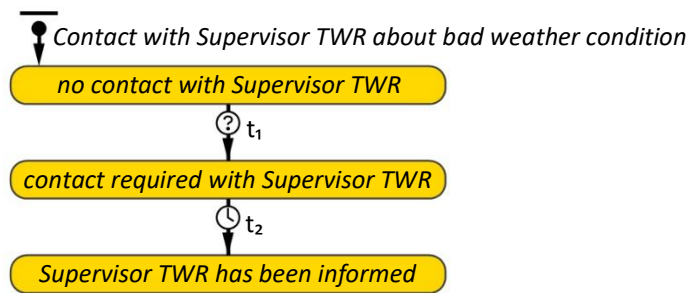 Contact with Supervisor TWR about bad weather condition
no contact with Supervisor TWR
? t₁
contact required with Supervisor TWR
t₂
Supervisor TWR has been informed